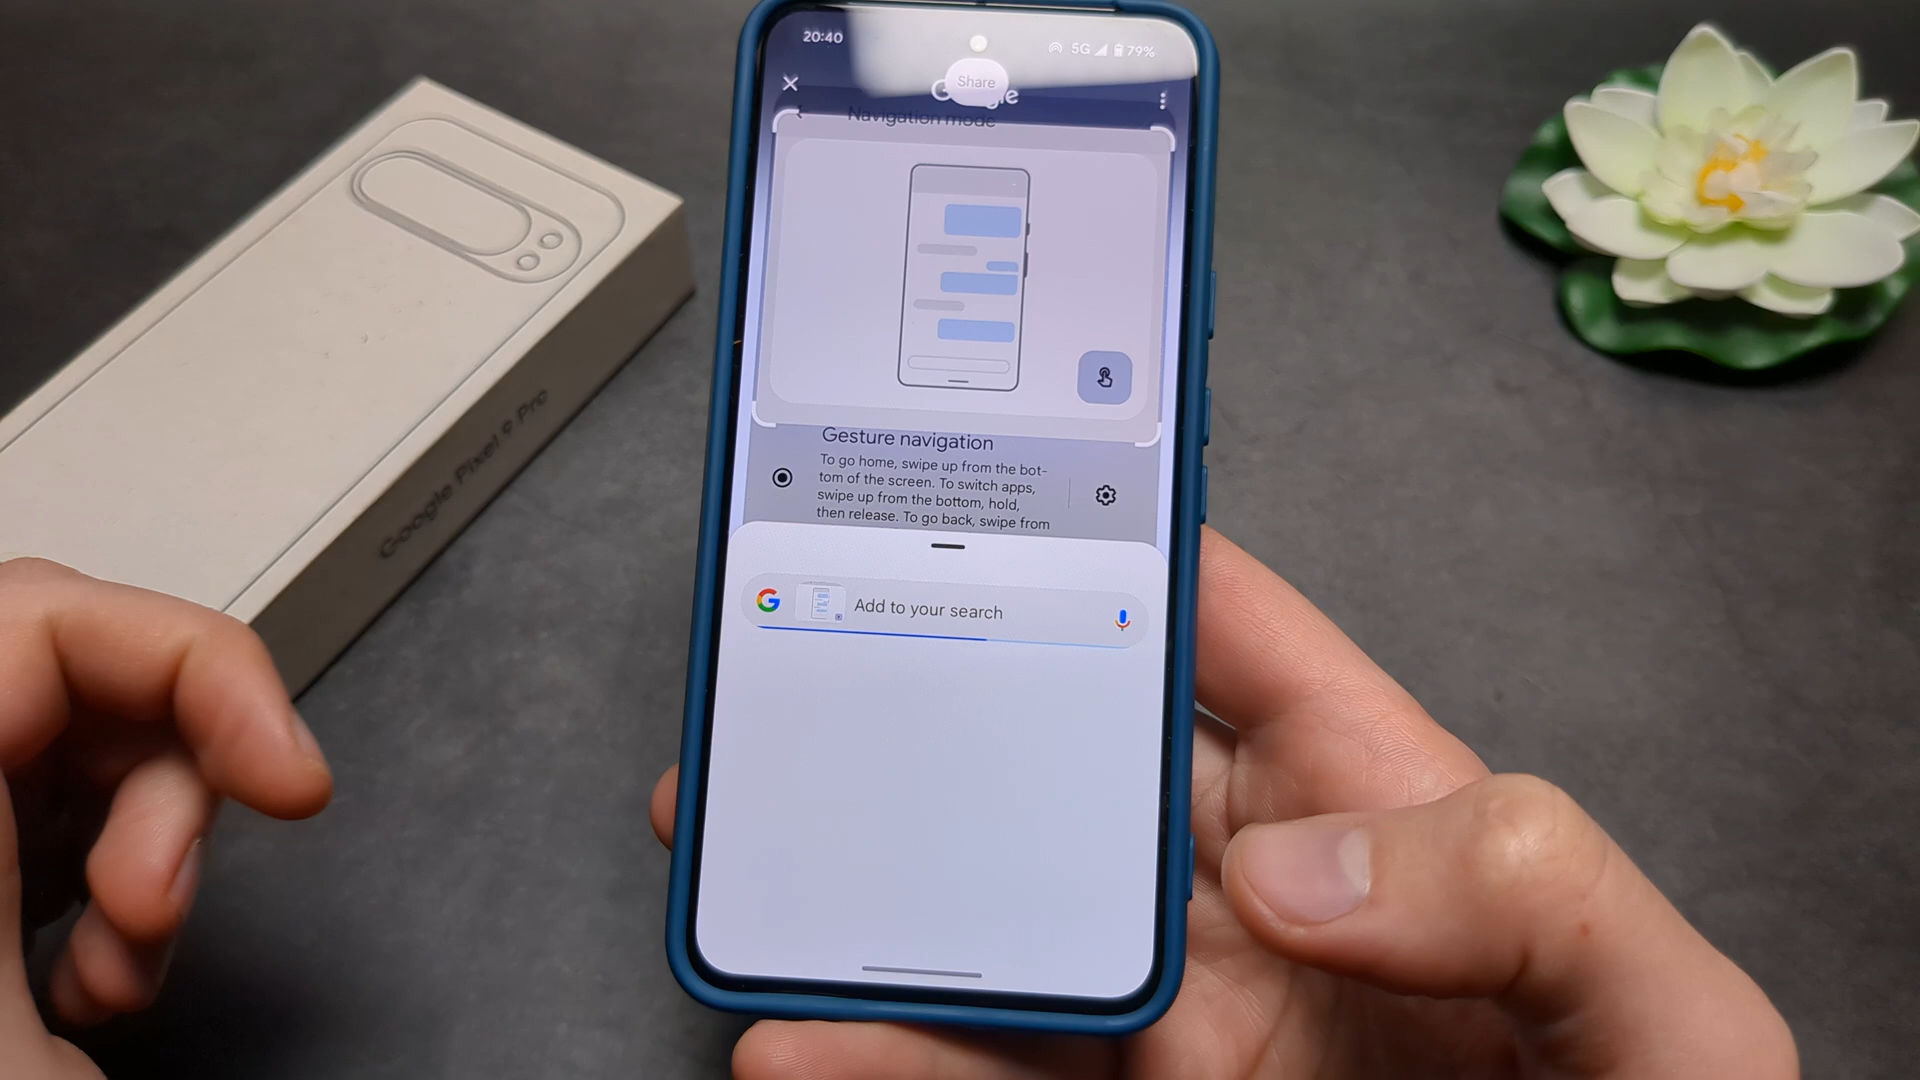 20:40
5G 79%
Share
Google
Navigation mode
Gesture navigation
To go home, swipe up from the bot-
tom of the screen. To switch apps,
swipe up from the bottom, hold,
then release. To go back, swipe from
G
Add to your search
Google Pixel 9 Pro